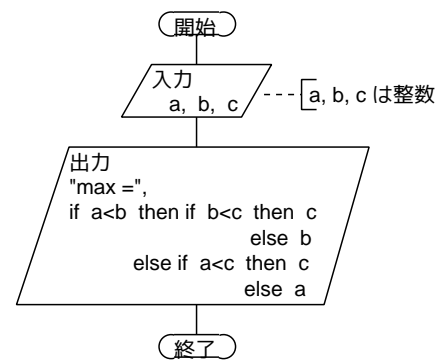 開始
入力
a, b, c
a, b, c は整数
出力
"max =",
if a<b then if b<c then c
else b
else if a<c then c
else a
終了